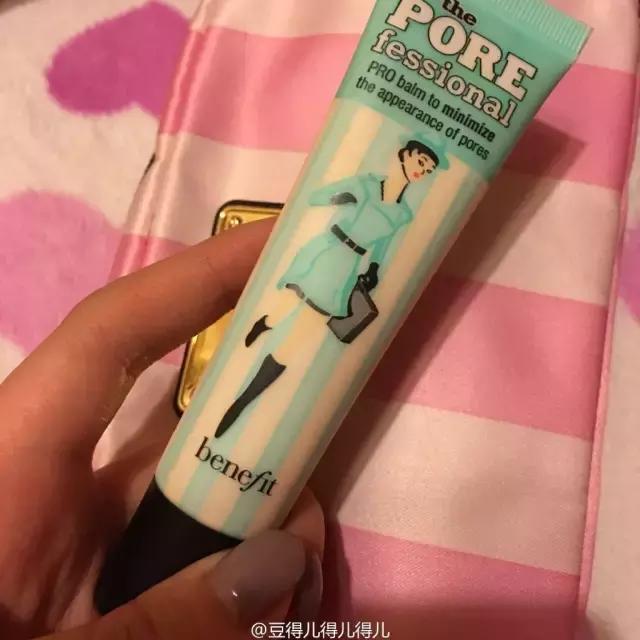 the
PORE
fessional
PRO balm to minimize
the appearance of pores
benefit
@豆得儿得儿得儿